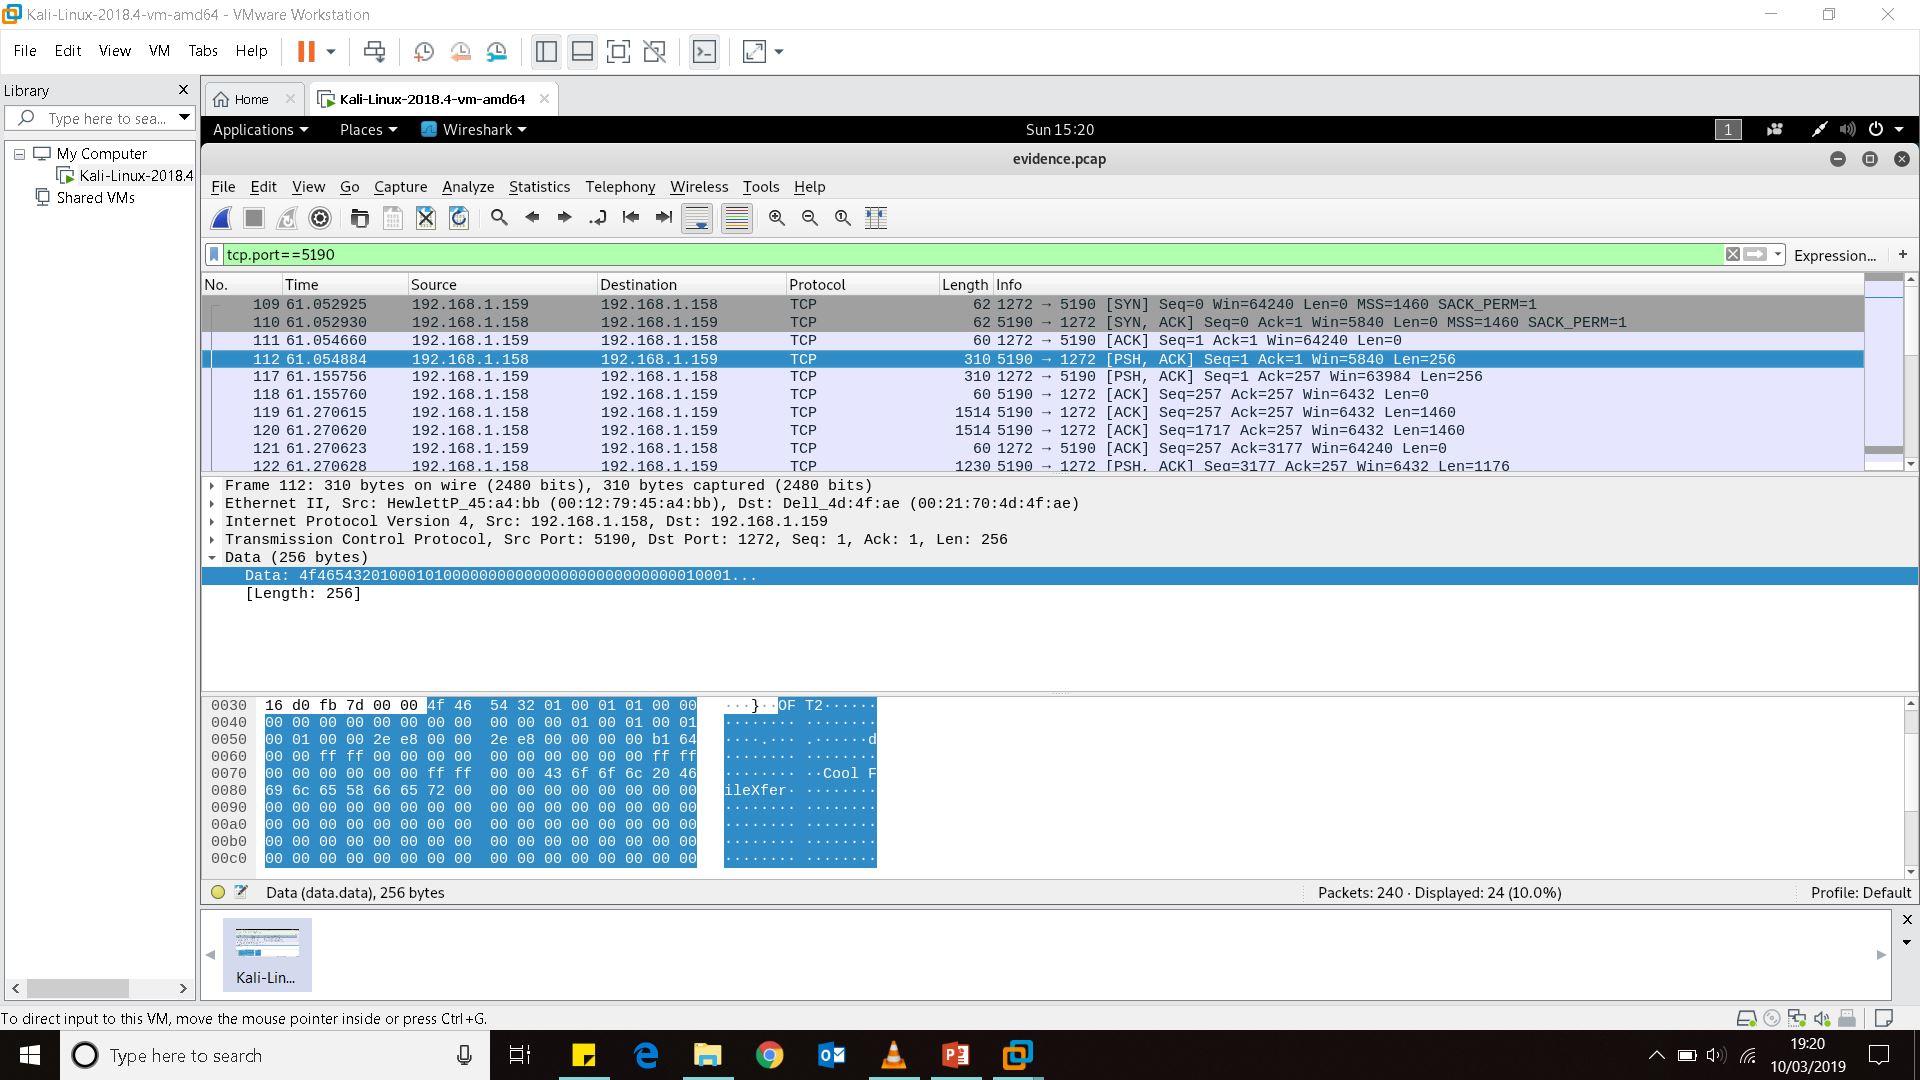 Kali-Linux-2018.4-vm-amd64 - VMware Workstation
File Edit View VM Tabs Help
Library
Type here to sea...
My Computer
Kali-Linux-2018.4
Shared VMs
Home Kali-Linux-2018.4-vm-amd64
Applications Places Wireshark Sun 15:20 1
evidence.pcap
File Edit View Go Capture Analyze Statistics Telephony Wireless Tools Help
tcp.port==5190 Expression... +
No. Time Source Destination Protocol Length Info
109 61.052925 192.168.1.159 192.168.1.158 TCP 62 1272 → 5190 [SYN] Seq=0 Win=64240 Len=0 MSS=1460 SACK_PERM=1
110 61.052930 192.168.1.158 192.168.1.159 TCP 62 5190 → 1272 [SYN, ACK] Seq=0 Ack=1 Win=5840 Len=0 MSS=1460 SACK_PERM=1
111 61.054660 192.168.1.159 192.168.1.158 TCP 60 1272 → 5190 [ACK] Seq=1 Ack=1 Win=64240 Len=0
112 61.054884 192.168.1.158 192.168.1.159 TCP 310 5190 → 1272 [PSH, ACK] Seq=1 Ack=1 Win=5840 Len=256
117 61.155756 192.168.1.159 192.168.1.158 TCP 310 1272 → 5190 [PSH, ACK] Seq=1 Ack=257 Win=63984 Len=256
118 61.155760 192.168.1.158 192.168.1.159 TCP 60 5190 → 1272 [ACK] Seq=257 Ack=257 Win=6432 Len=0
119 61.270615 192.168.1.158 192.168.1.159 TCP 1514 5190 → 1272 [ACK] Seq=257 Ack=257 Win=6432 Len=1460
120 61.270620 192.168.1.158 192.168.1.159 TCP 1514 5190 → 1272 [ACK] Seq=1717 Ack=257 Win=6432 Len=1460
121 61.270623 192.168.1.159 192.168.1.158 TCP 60 1272 → 5190 [ACK] Seq=257 Ack=3177 Win=64240 Len=0
122 61.270628 192.168.1.158 192.168.1.159 TCP 1230 5190 → 1272 [PSH, ACK] Seq=3177 Ack=257 Win=6432 Len=1176
Frame 112: 310 bytes on wire (2480 bits), 310 bytes captured (2480 bits)
Ethernet II, Src: HewlettP_45:a4:bb (00:12:79:45:a4:bb), Dst: Dell_4d:4f:ae (00:21:70:4d:4f:ae)
Internet Protocol Version 4, Src: 192.168.1.158, Dst: 192.168.1.159
Transmission Control Protocol, Src Port: 5190, Dst Port: 1272, Seq: 1, Ack: 1, Len: 256
Data (256 bytes)
Data: 4f465432010001010000000000000000000000000010001...
[Length: 256]
0030 16 d0 fb 7d 00 00 4f 46 54 32 01 00 01 01 00 00 ···}··OF T2······
0040 00 00 00 00 00 00 00 00 00 00 00 01 00 01 00 01 ········ ········
0050 00 01 00 00 2e e8 00 00 2e e8 00 00 00 00 b1 64 ····.··· .······d
0060 00 00 ff ff 00 00 00 00 00 00 00 00 00 00 ff ff ········ ········
0070 00 00 00 00 00 00 ff ff 00 00 43 6f 6f 6c 20 46 ········ ··Cool F
0080 69 6c 65 58 66 65 72 00 00 00 00 00 00 00 00 00 ileXfer· ········
0090 00 00 00 00 00 00 00 00 00 00 00 00 00 00 00 00 ········ ········
00a0 00 00 00 00 00 00 00 00 00 00 00 00 00 00 00 00 ········ ········
00b0 00 00 00 00 00 00 00 00 00 00 00 00 00 00 00 00 ········ ········
00c0 00 00 00 00 00 00 00 00 00 00 00 00 00 00 00 00 ········ ········
Data (data.data), 256 bytes Packets: 240 · Displayed: 24 (10.0%) Profile: Default
Kali-Lin...
To direct input to this VM, move the mouse pointer inside or press Ctrl+G.
Type here to search
19:20
10/03/2019